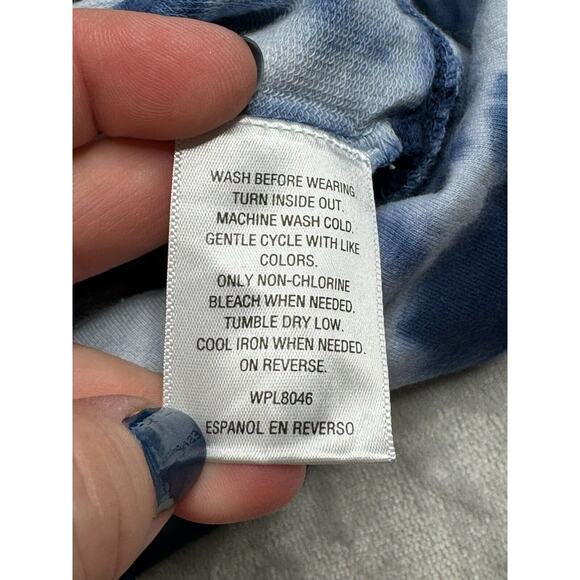 WASH BEFORE WEARING.
TURN INSIDE OUT.
MACHINE WASH COLD.
GENTLE CYCLE WITH LIKE
COLORS.
ONLY NON-CHLORINE
BLEACH WHEN NEEDED.
TUMBLE DRY LOW.
COOL IRON WHEN NEEDED.
ON REVERSE.
WPL8046
ESPANOL EN REVERSO